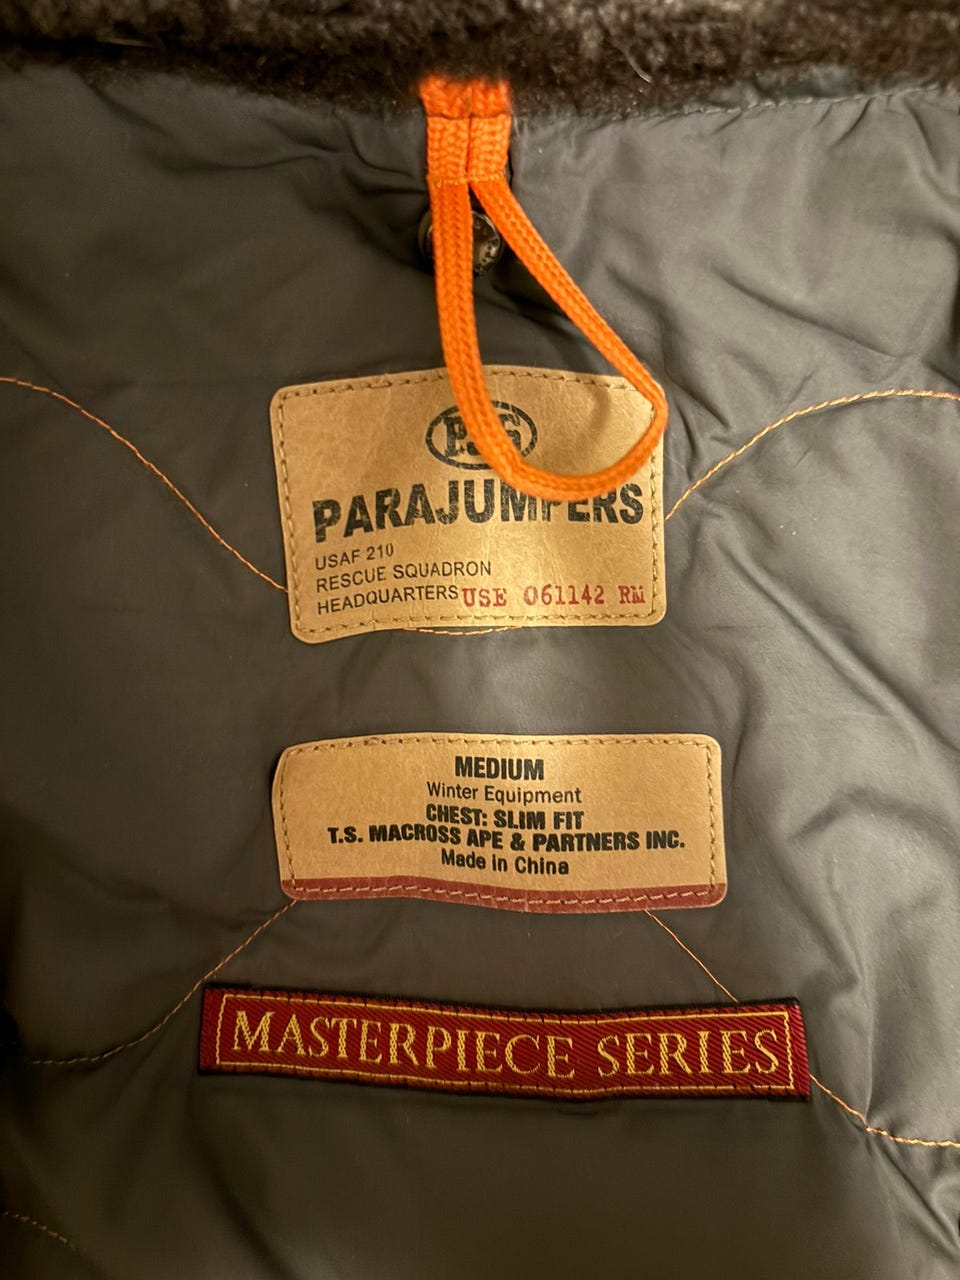 PARAJUMPERS
USAF 210
RESCUE SQUADRON
HEADQUARTERS USE 061142 RM
MEDIUM
Winter Equipment
CHEST: SLIM FIT
T.S. MACROSS APE & PARTNERS INC.
Made in China
MASTERPIECE SERIES